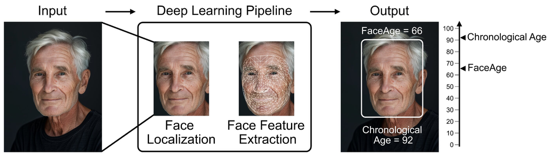 Input
Deep Learning Pipeline
Output
Face
Localization
Face Feature
Extraction
FaceAge = 66
Chronological
Age = 92
100
90
80
70
60
50
40
30
20
10
0
Chronological Age
FaceAge